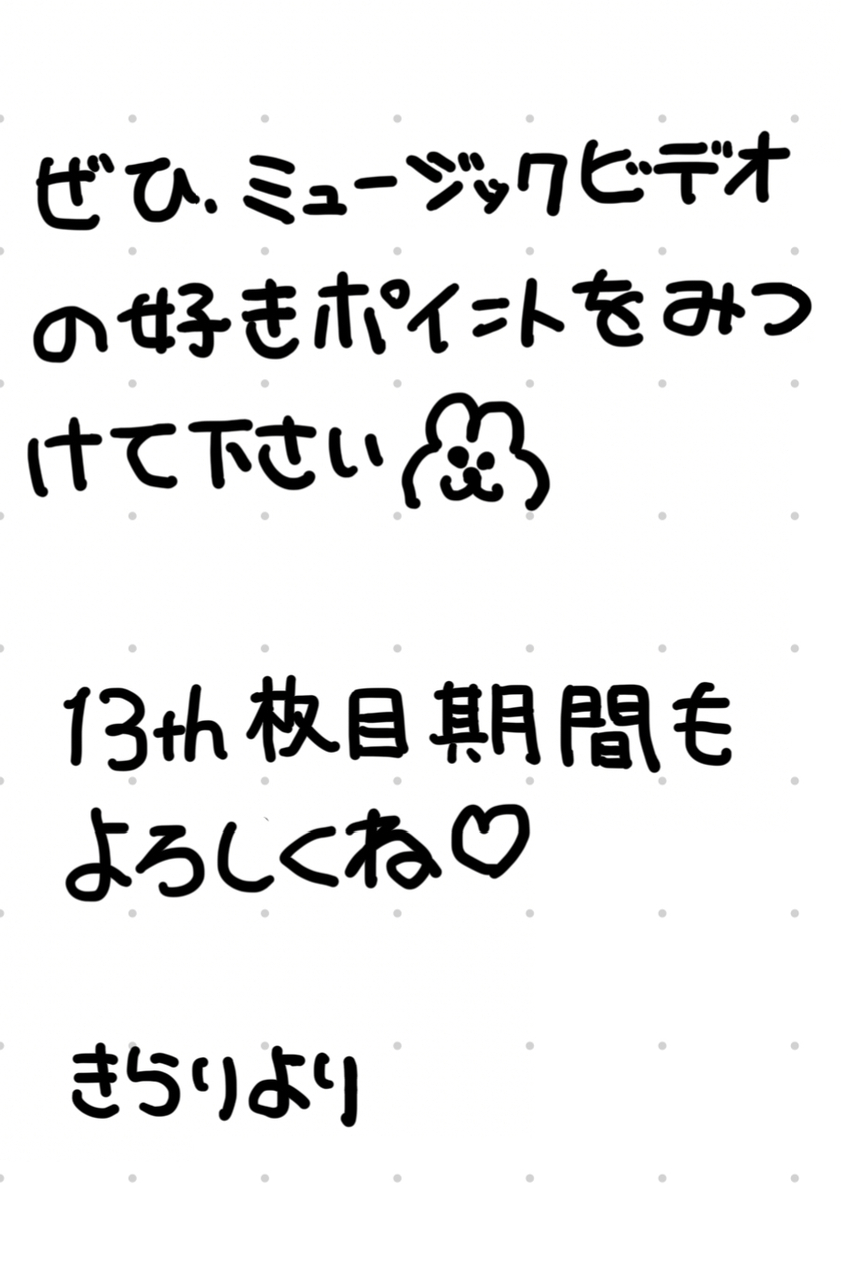 ぜひ、ミュージックビデオ
の好きポイントをみつ
けて下さい
13th枚目期間も
よろしくね♡
きらりより